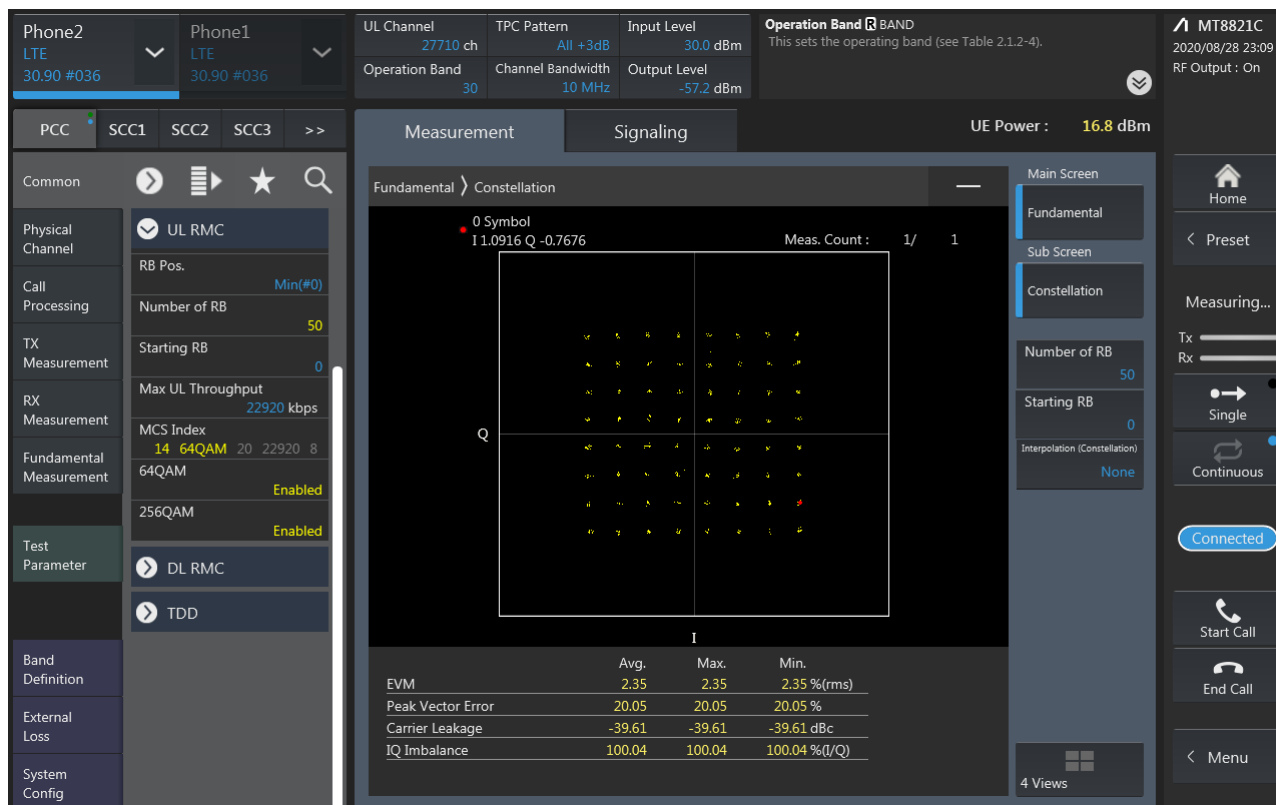 Phone2
LTE
30.90 #036
Phone1
LTE
30.90 #036
UL Channel
27710 ch
TPC Pattern
All +3dB
Input Level
30.0 dBm
Operation Band
30
Channel Bandwidth
10 MHz
Output Level
-57.2 dBm
Operation Band R BAND
This sets the operating band (see Table 2.1.2-4).
MT8821C
2020/08/28 23:09
RF Output : On
PCC
SCC1
SCC2
SCC3
>>
Measurement
Signaling
UE Power : 16.8 dBm
Common
Physical
Channel
Call
Processing
TX
Measurement
RX
Measurement
Fundamental
Measurement
Test
Parameter
Band
Definition
External
Loss
System
Config
UL RMC
RB Pos.
Min(#0)
Number of RB
50
Starting RB
0
Max UL Throughput
22920 kbps
MCS Index
14 64QAM 20 22920 8
64QAM
Enabled
256QAM
Enabled
DL RMC
TDD
Fundamental 〉 Constellation
0 Symbol
I 1.0916 Q -0.7676
Meas. Count : 1/ 1
Q
I
Avg. Max. Min.
EVM 2.35 2.35 2.35 %(rms)
Peak Vector Error 20.05 20.05 20.05 %
Carrier Leakage -39.61 -39.61 -39.61 dBc
IQ Imbalance 100.04 100.04 100.04 %(I/Q)
Main Screen
Fundamental
Sub Screen
Constellation
Number of RB
50
Starting RB
0
Interpolation (Constellation)
None
4 Views
Home
< Preset
Measuring...
Tx
Rx
Single
Continuous
Connected
Start Call
End Call
< Menu